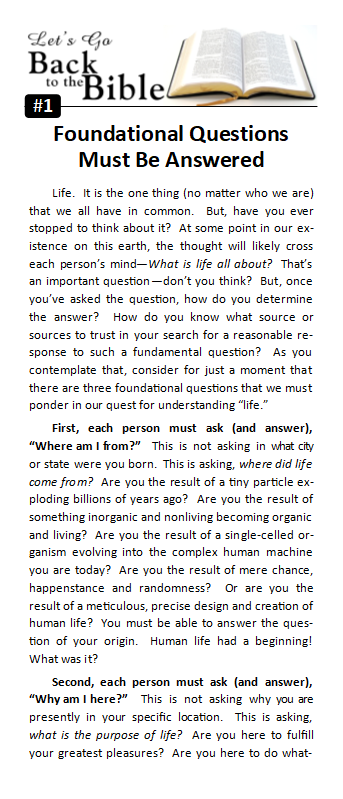 Let's Go
Back
to the Bible
#1
Foundational Questions
Must Be Answered
Life. It is the one thing (no matter who we are)
that we all have in common. But, have you ever
stopped to think about it? At some point in our ex-
istence on this earth, the thought will likely cross
each person's mind—What is life all about? That's
an important question—don't you think? But, once
you've asked the question, how do you determine
the answer? How do you know what source or
sources to trust in your search for a reasonable re-
sponse to such a fundamental question? As you
contemplate that, consider for just a moment that
there are three foundational questions that we must
ponder in our quest for understanding "life."
First, each person must ask (and answer),
"Where am I from?" This is not asking in what city
or state were you born. This is asking, where did life
come from? Are you the result of a tiny particle ex-
ploding billions of years ago? Are you the result of
something inorganic and nonliving becoming organic
and living? Are you the result of a single-celled or-
ganism evolving into the complex human machine
you are today? Are you the result of mere chance,
happenstance and randomness? Or are you the
result of a meticulous, precise design and creation of
human life? You must be able to answer the ques-
tion of your origin. Human life had a beginning!
What was it?
Second, each person must ask (and answer),
"Why am I here?" This is not asking why you are
presently in your specific location. This is asking,
what is the purpose of life? Are you here to fulfill
your greatest pleasures? Are you here to do what-